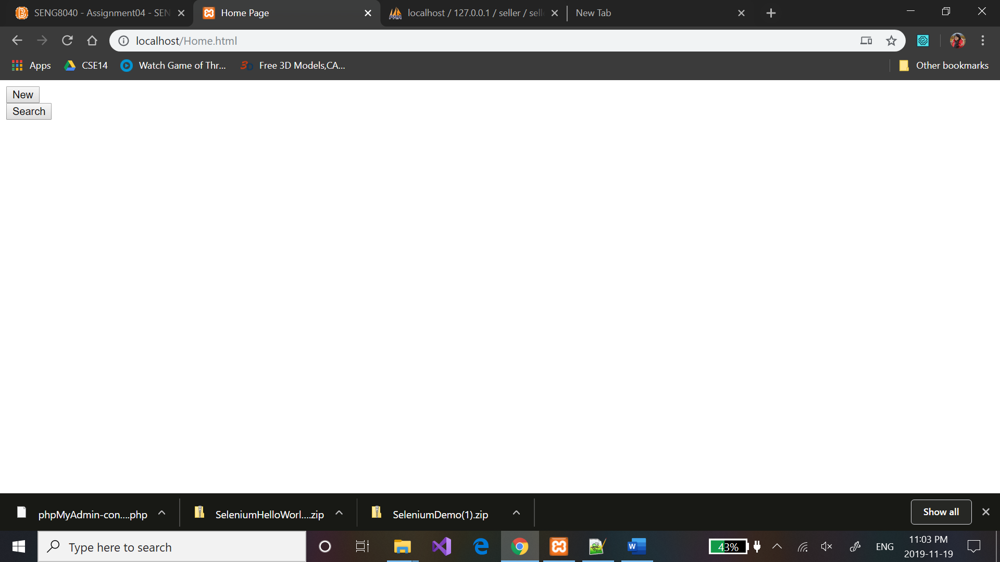 SENG8040 - Assignment04 - SEN
Home Page
localhost / 127.0.0.1 / seller / sell
New Tab
localhost/Home.html
Apps
CSE14
Watch Game of Thr...
Free 3D Models,CA...
Other bookmarks
New
Search
phpMyAdmin-con....php
SeleniumHelloWorl....zip
SeleniumDemo(1).zip
Show all
Type here to search
43%
ENG
11:03 PM
2019-11-19